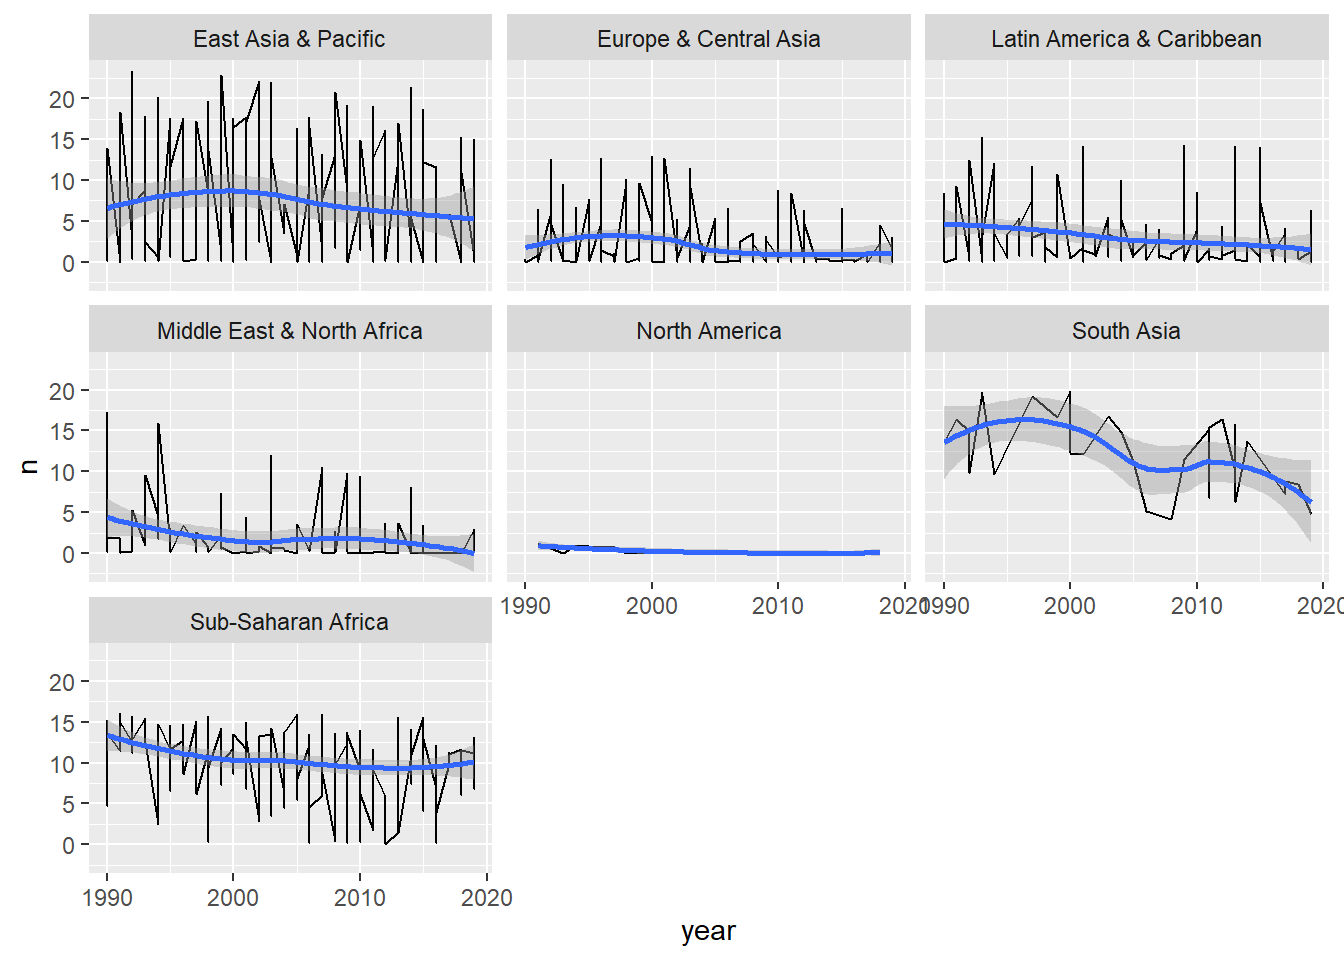 East Asia & Pacific
Europe & Central Asia
Latin America & Caribbean
20
15
10
5
0
Middle East & North Africa
North America
South Asia
20
15
10
5
0
1990 2000 2010 2020
1990 2000 2010 2020
Sub-Saharan Africa
20
15
10
5
0
1990 2000 2010 2020
n
year